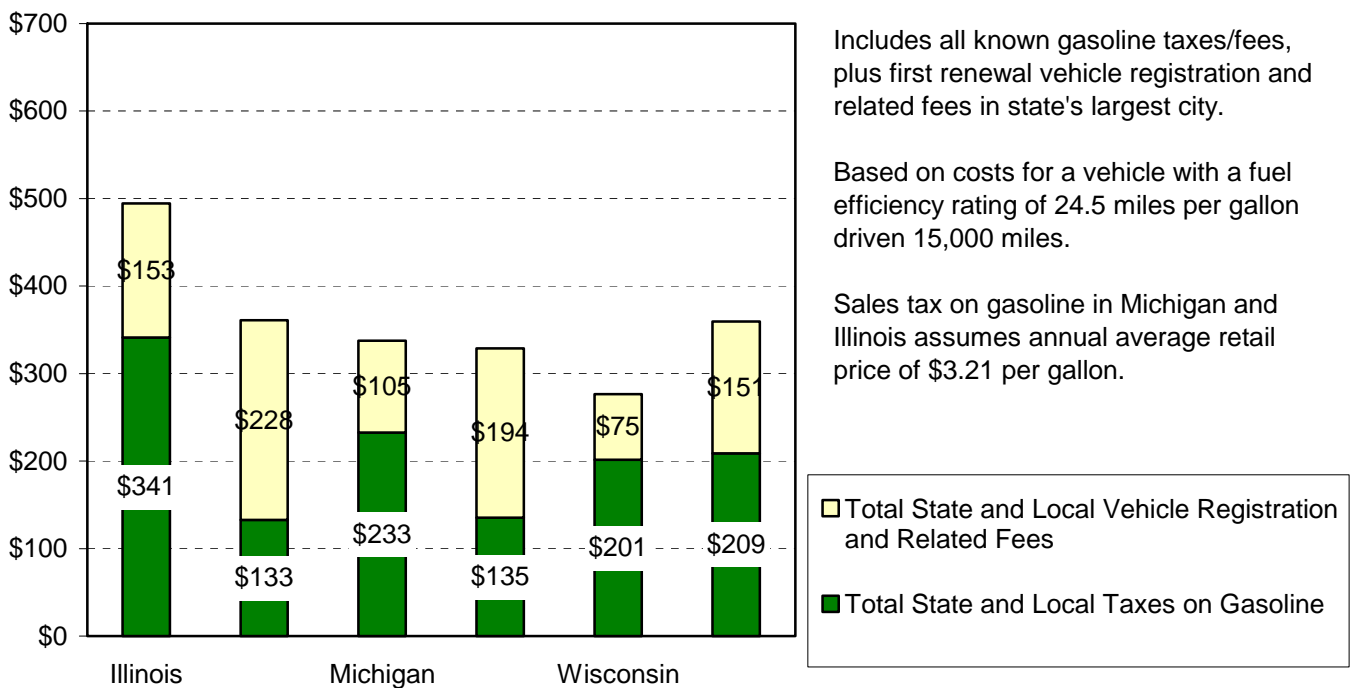 $700
$600
$500
$400
$300
$200
$100
$0
$153
$341
$228
$133
$105
$233
$194
$135
$75
$201
$151
$209
Illinois
Michigan
Wisconsin
Includes all known gasoline taxes/fees,
plus first renewal vehicle registration and
related fees in state's largest city.
Based on costs for a vehicle with a fuel
efficiency rating of 24.5 miles per gallon
driven 15,000 miles.
Sales tax on gasoline in Michigan and
Illinois assumes annual average retail
price of $3.21 per gallon.
Total State and Local Vehicle Registration
and Related Fees
Total State and Local Taxes on Gasoline